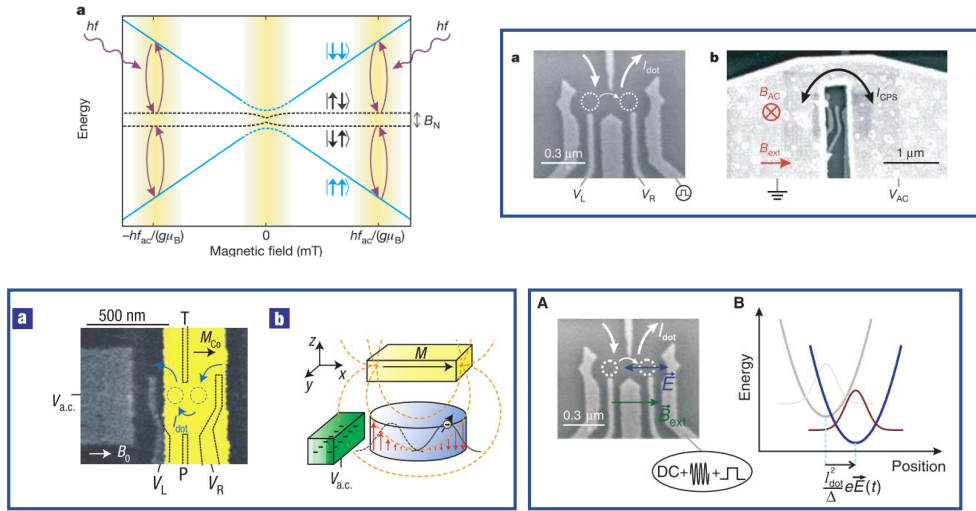 a
hf
hf
|↓↓⟩
|↑↓⟩
|↓↑⟩
|↑↑⟩
B_N
Energy
−hf_ac/(gμ_B)
0
hf_ac/(gμ_B)
Magnetic field (mT)
a
I_dot
0.3 μm
V_L
V_R
b
B_AC
B_ext
I_CPS
1 μm
V_AC
a
500 nm
T
M_Co
V_a.c.
I_dot
B_0
V_L
P
V_R
b
z
x
y
M
V_a.c.
A
I_dot
E
0.3 μm
B_ext
DC+
+
B
Energy
Position
l²_dot/Δ eE(t)